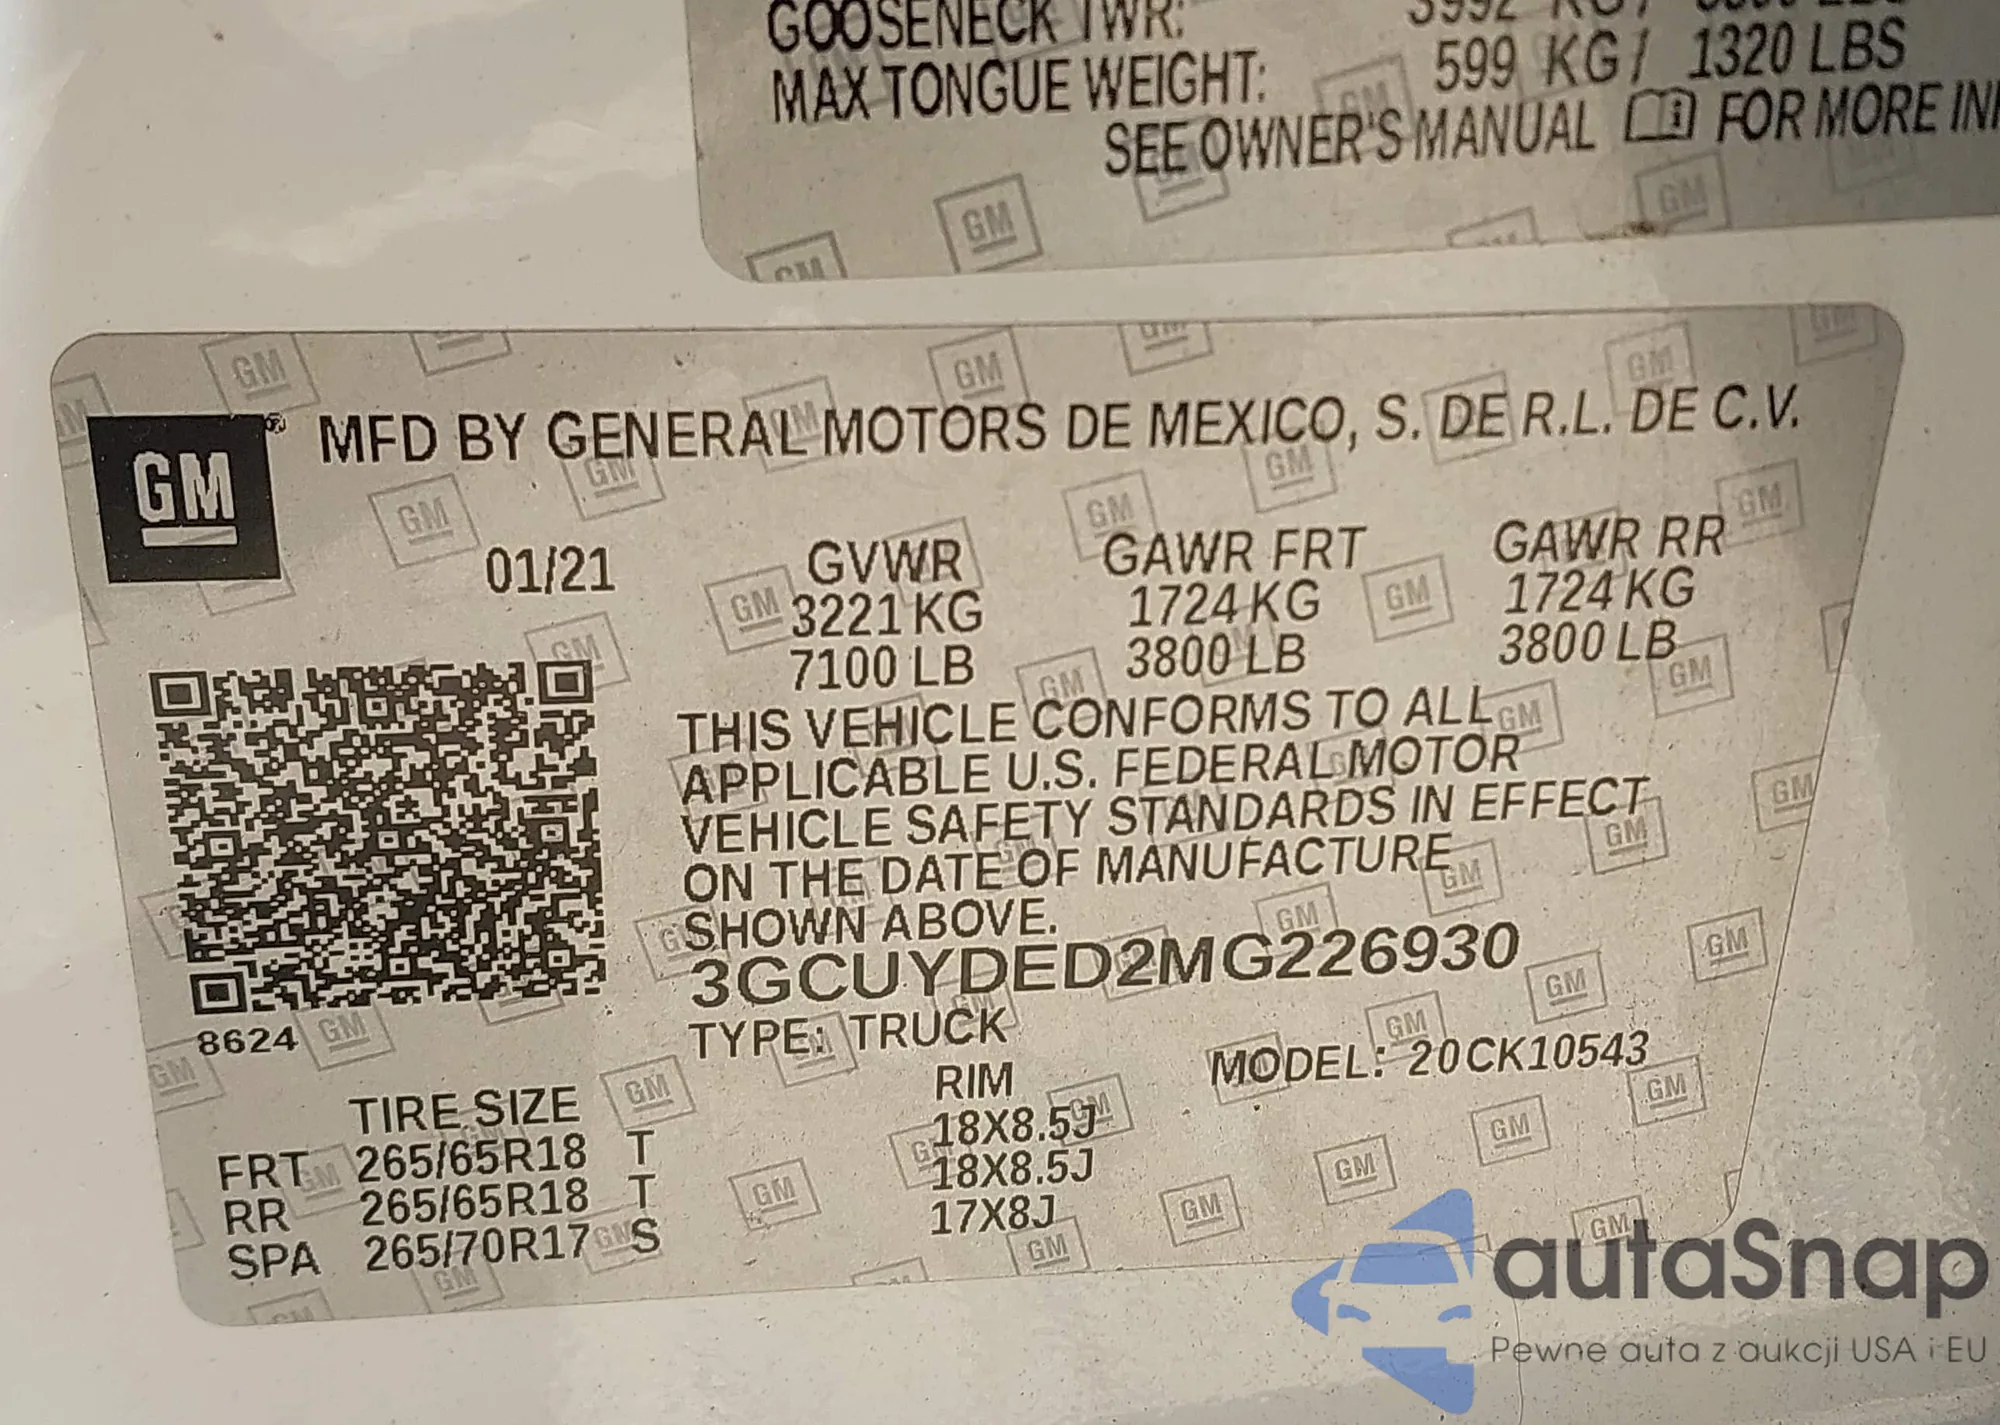 GOOSENECK TWR: 3992 KG/ 8800 LBS
MAX TONGUE WEIGHT: 599 KG/ 1320 LBS
SEE OWNER'S MANUAL FOR MORE
GM ® MFD BY GENERAL MOTORS DE MEXICO, S. DE R.L. DE C.V.
01/21 GVWR GAWR FRT GAWR RR
3221 KG 1724 KG 1724 KG
7100 LB 3800 LB 3800 LB
THIS VEHICLE CONFORMS TO ALL
APPLICABLE U.S. FEDERAL MOTOR
VEHICLE SAFETY STANDARDS IN EFFECT
ON THE DATE OF MANUFACTURE
SHOWN ABOVE.
3GCUYDED2MG226930
8624 TYPE: TRUCK MODEL: 20CK10543
TIRE SIZE RIM
FRT 265/65R18 T 18X8.5J
RR 265/65R18 T 18X8.5J
SPA 265/70R17 S 17X8J
autaSnap
Pewne auta z aukcji USA i EU